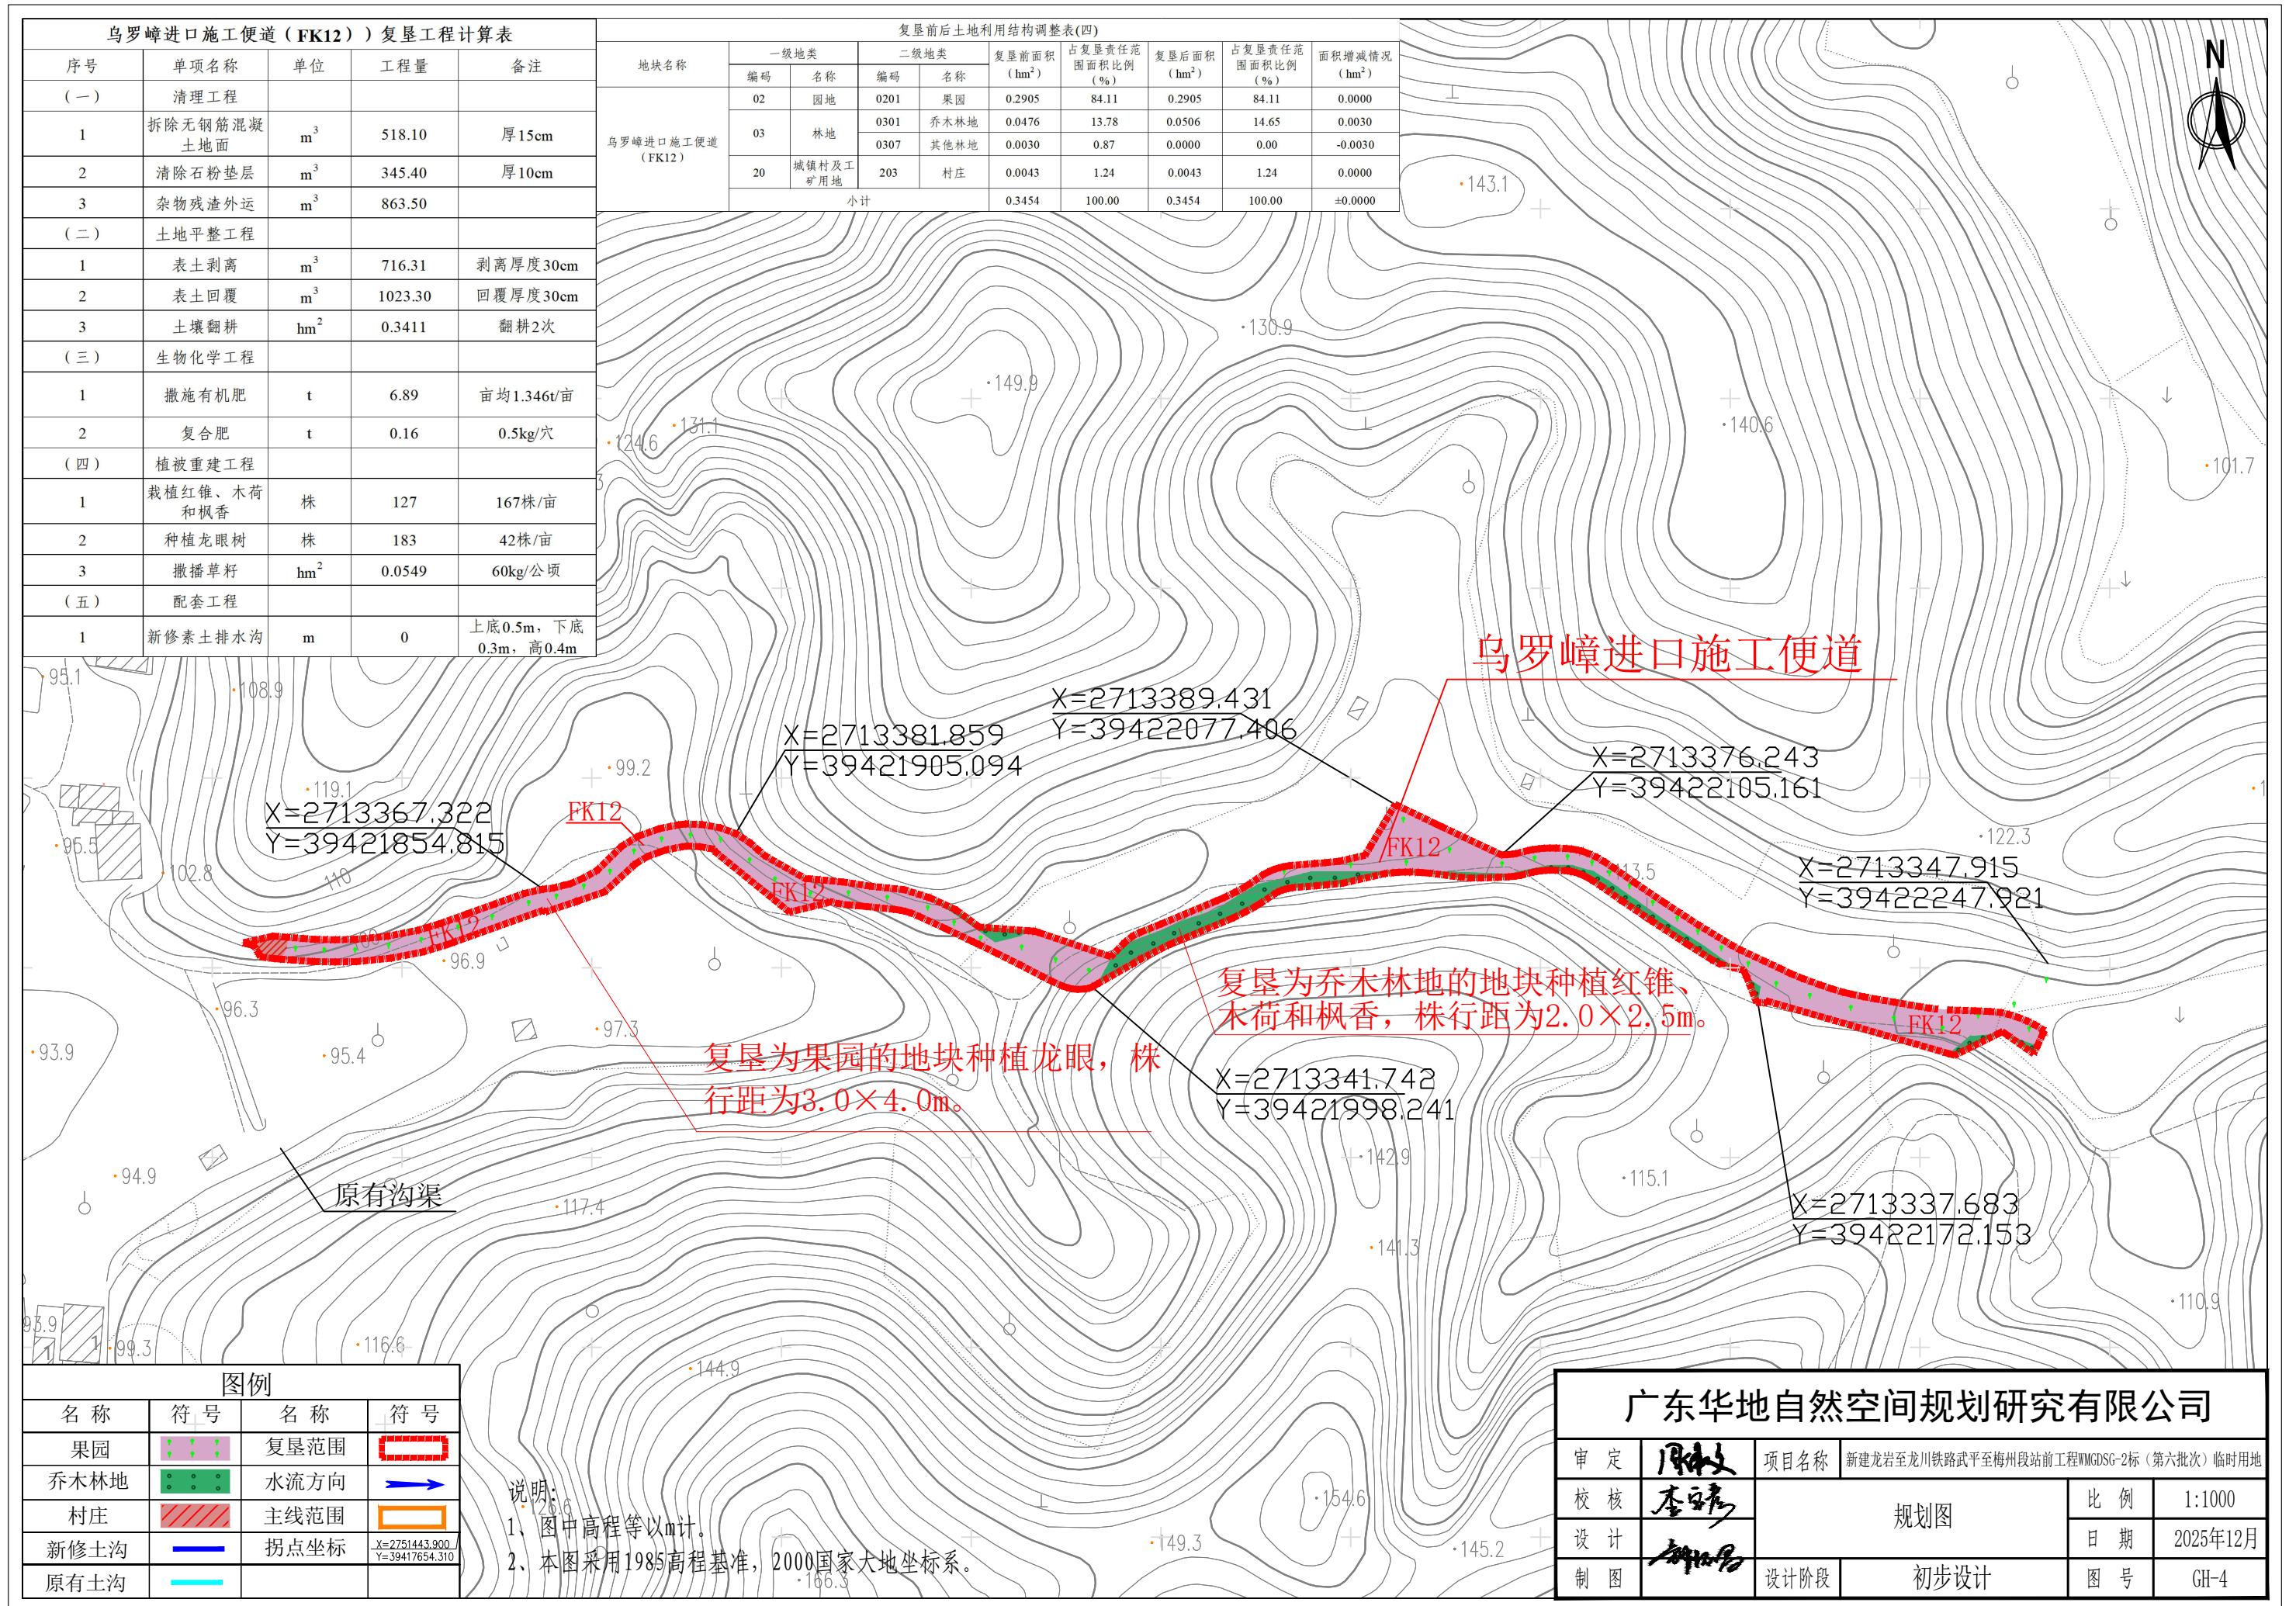 乌罗嶂进口施工便道（FK12））复垦工程计算表
序号 单项名称 单位 工程量 备注
（一） 清理工程
1 拆除无钢筋混凝土地面 m³ 518.10 厚15cm
2 清除石粉垫层 m³ 345.40 厚10cm
3 杂物残渣外运 m³ 863.50
（二） 土地平整工程
1 表土剥离 m³ 716.31 剥离厚度30cm
2 表土回覆 m³ 1023.30 回覆厚度30cm
3 土壤翻耕 hm² 0.3411 翻耕2次
（三） 生物化学工程
1 撒施有机肥 t 6.89 亩均1.346t/亩
2 复合肥 t 0.16 0.5kg/穴
（四） 植被重建工程
1 栽植红锥、木荷和枫香 株 127 167株/亩
2 种植龙眼树 株 183 42株/亩
3 撒播草籽 hm² 0.0549 60kg/公顷
（五） 配套工程
1 新修素土排水沟 m 0 上底0.5m，下底0.3m，高0.4m
复垦前后土地利用结构调整表(四)
地块名称 一级地类 二级地类 复垦前面积（hm²） 占复垦责任范围面积比例（%） 复垦后面积（hm²） 占复垦责任范围面积比例（%） 面积增减情况（hm²）
编码 名称 编码 名称
乌罗嶂进口施工便道（FK12）
02 园地 0201 果园 0.2905 84.11 0.2905 84.11 0.0000
03 林地 0301 乔木林地 0.0476 13.78 0.0506 14.65 0.0030
0307 其他林地 0.0030 0.87 0.0000 0.00 -0.0030
20 城镇村及工矿用地 203 村庄 0.0043 1.24 0.0043 1.24 0.0000
小计 0.3454 100.00 0.3454 100.00 ±0.0000
N
143.1
130.9
149.9
131.1
124.6
140.6
101.7
乌罗嶂进口施工便道
95.1
108.9
X=2713389.431
Y=39422077.406
X=2713381.859
Y=39421905.094
X=2713376.243
Y=39422105.161
99.2
119.1
X=2713367.322
Y=39421854.815
FK12
122.3
95.5
102.8
110
FK12
13.5
X=2713347.915
Y=39422247.921
FK12
FK12
96.9
复垦为乔木林地的地块种植红锥、
木荷和枫香，株行距为2.0×2.5m。
96.3
97.3
FK12
93.9
95.4
复垦为果园的地块种植龙眼，株
行距为3.0×4.0m。
X=2713341.742
Y=39421998.241
142.9
115.1
94.9
原有沟渠
117.4
X=2713337.683
Y=39422172.153
141.3
110.9
93.9
1
1
99.3
116.6
144.9
154.6
126.6
149.3
145.2
166.3
图例
名 称 符 号 名 称 符 号
果园 复垦范围
乔木林地 水流方向
村庄 主线范围
新修土沟 拐点坐标 X=2751443.900 Y=39417654.310
原有土沟
说明：
1、图中高程等以m计。
2、本图采用1985高程基准，2000国家大地坐标系。
广东华地自然空间规划研究有限公司
审 定 项目名称 新建龙岩至龙川铁路武平至梅州段站前工程WMGDSG-2标（第六批次）临时用地
校 核 规划图 比 例 1:1000
设 计 日 期 2025年12月
制 图 设计阶段 初步设计 图 号 GH-4